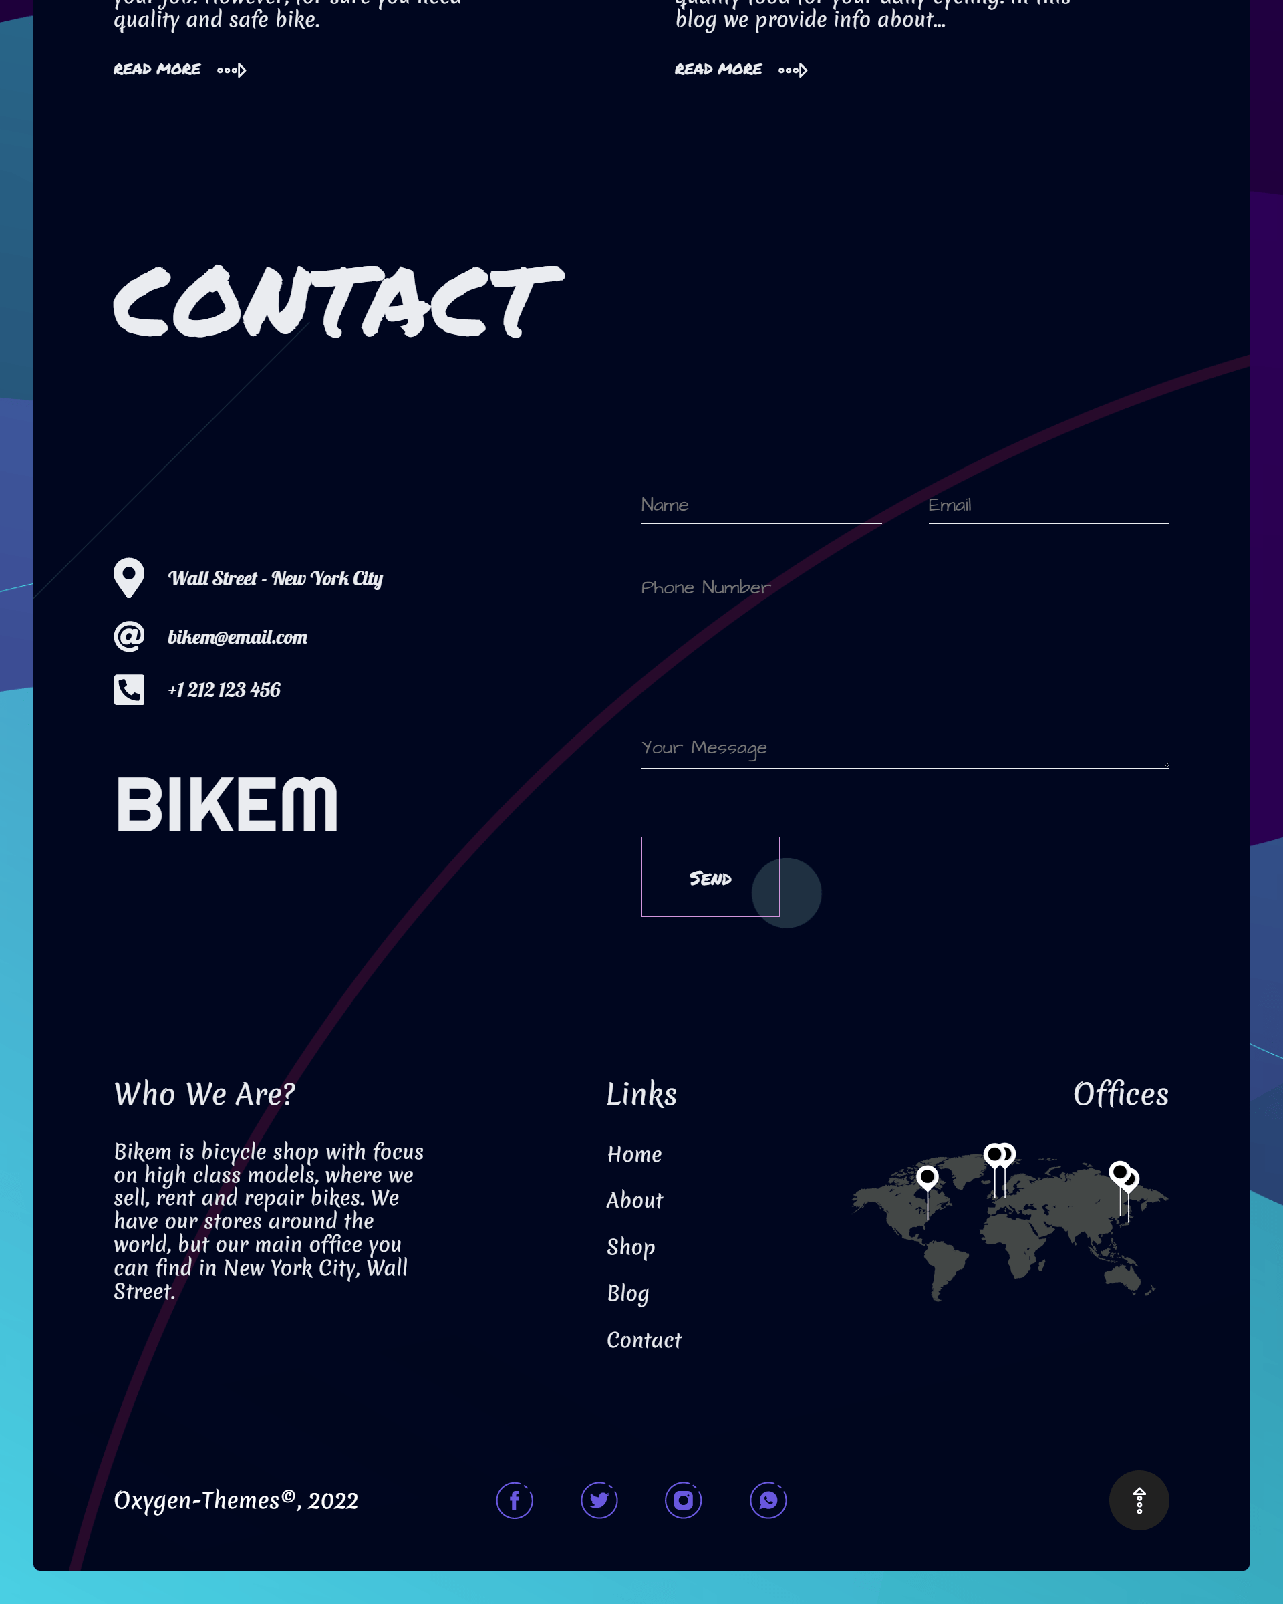 quality and safe bike.
blog we provide info about...
READ MORE
READ MORE
CONTACT
Name
Email
Wall Street - New York City
Phone Number
bikem@email.com
+1 212 123 456
Your Message
BIKEM
Send
Who We Are?
Bikem is bicycle shop with focus
on high class models, where we
sell, rent and repair bikes. We
have our stores around the
world, but our main office you
can find in New York City, Wall
Street.
Links
Home
About
Shop
Blog
Contact
Offices
Oxygen-Themes©, 2022